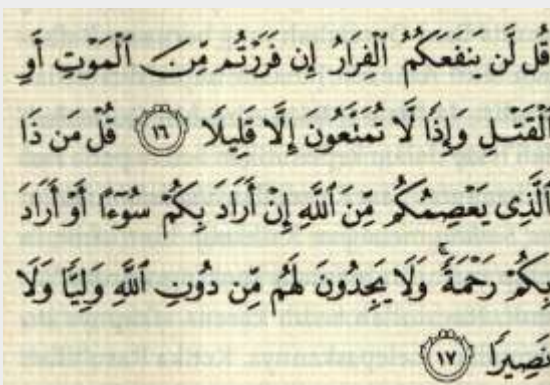 قُل لَّن يَنفَعَكُمُ ٱلْفِرَارُ إِن فَرَرْتُم مِّنَ ٱلْمَوْتِ أَوِ
ٱلْقَتْلِ وَإِذًا لَّا تُمَتَّعُونَ إِلَّا قَلِيلًا ١٦ قُلْ مَن ذَا
ٱلَّذِى يَعْصِمُكُم مِّنَ ٱللَّهِ إِنْ أَرَادَ بِكُمْ سُوٓءًا أَوْ أَرَادَ
بِكُمْ رَحْمَةً ۚ وَلَا يَجِدُونَ لَهُم مِّن دُونِ ٱللَّهِ وَلِيًّا وَلَا
نَصِيرًا ١٧